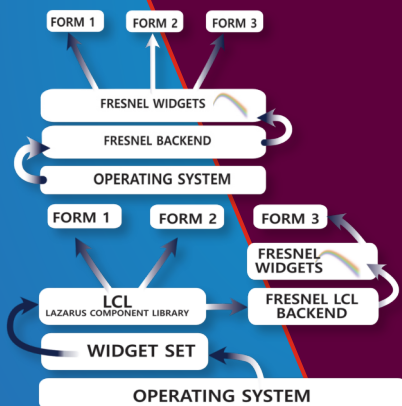 FORM 1
FORM 2
FORM 3
FRESNEL WIDGETS
FRESNEL BACKEND
OPERATING SYSTEM
FORM 1
FORM 2
FORM 3
FRESNEL
WIDGETS
LCL
LAZARUS COMPONENT LIBRARY
FRESNEL LCL
BACKEND
WIDGET SET
OPERATING SYSTEM